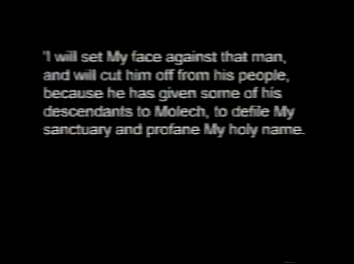 'I will set My face against that man,
and will cut him off from his people,
because he has given some of his
descendants to Molech, to defile My
sanctuary and profane My holy name.